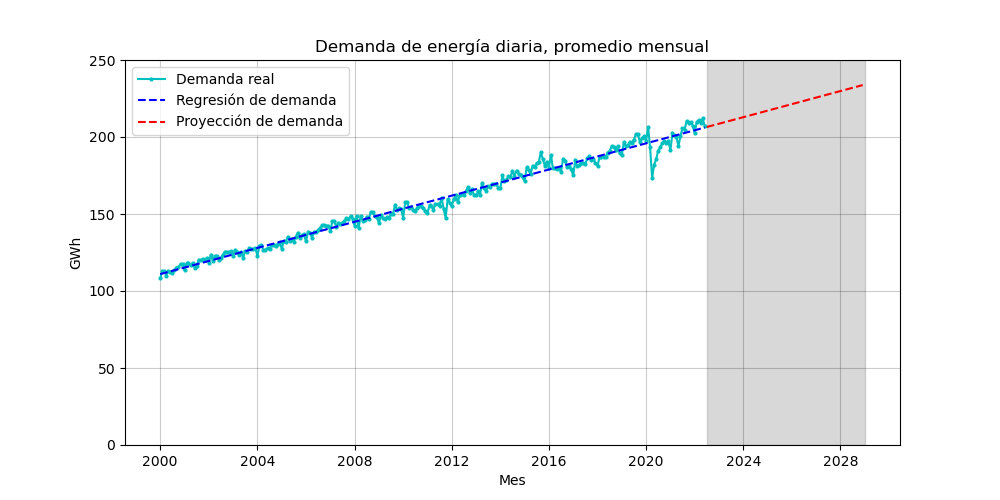 Demanda de energía diaria, promedio mensual
Demanda real
Regresión de demanda
Proyección de demanda
GWh
250
200
150
100
50
0
2000 2004 2008 2012 2016 2020 2024 2028
Mes